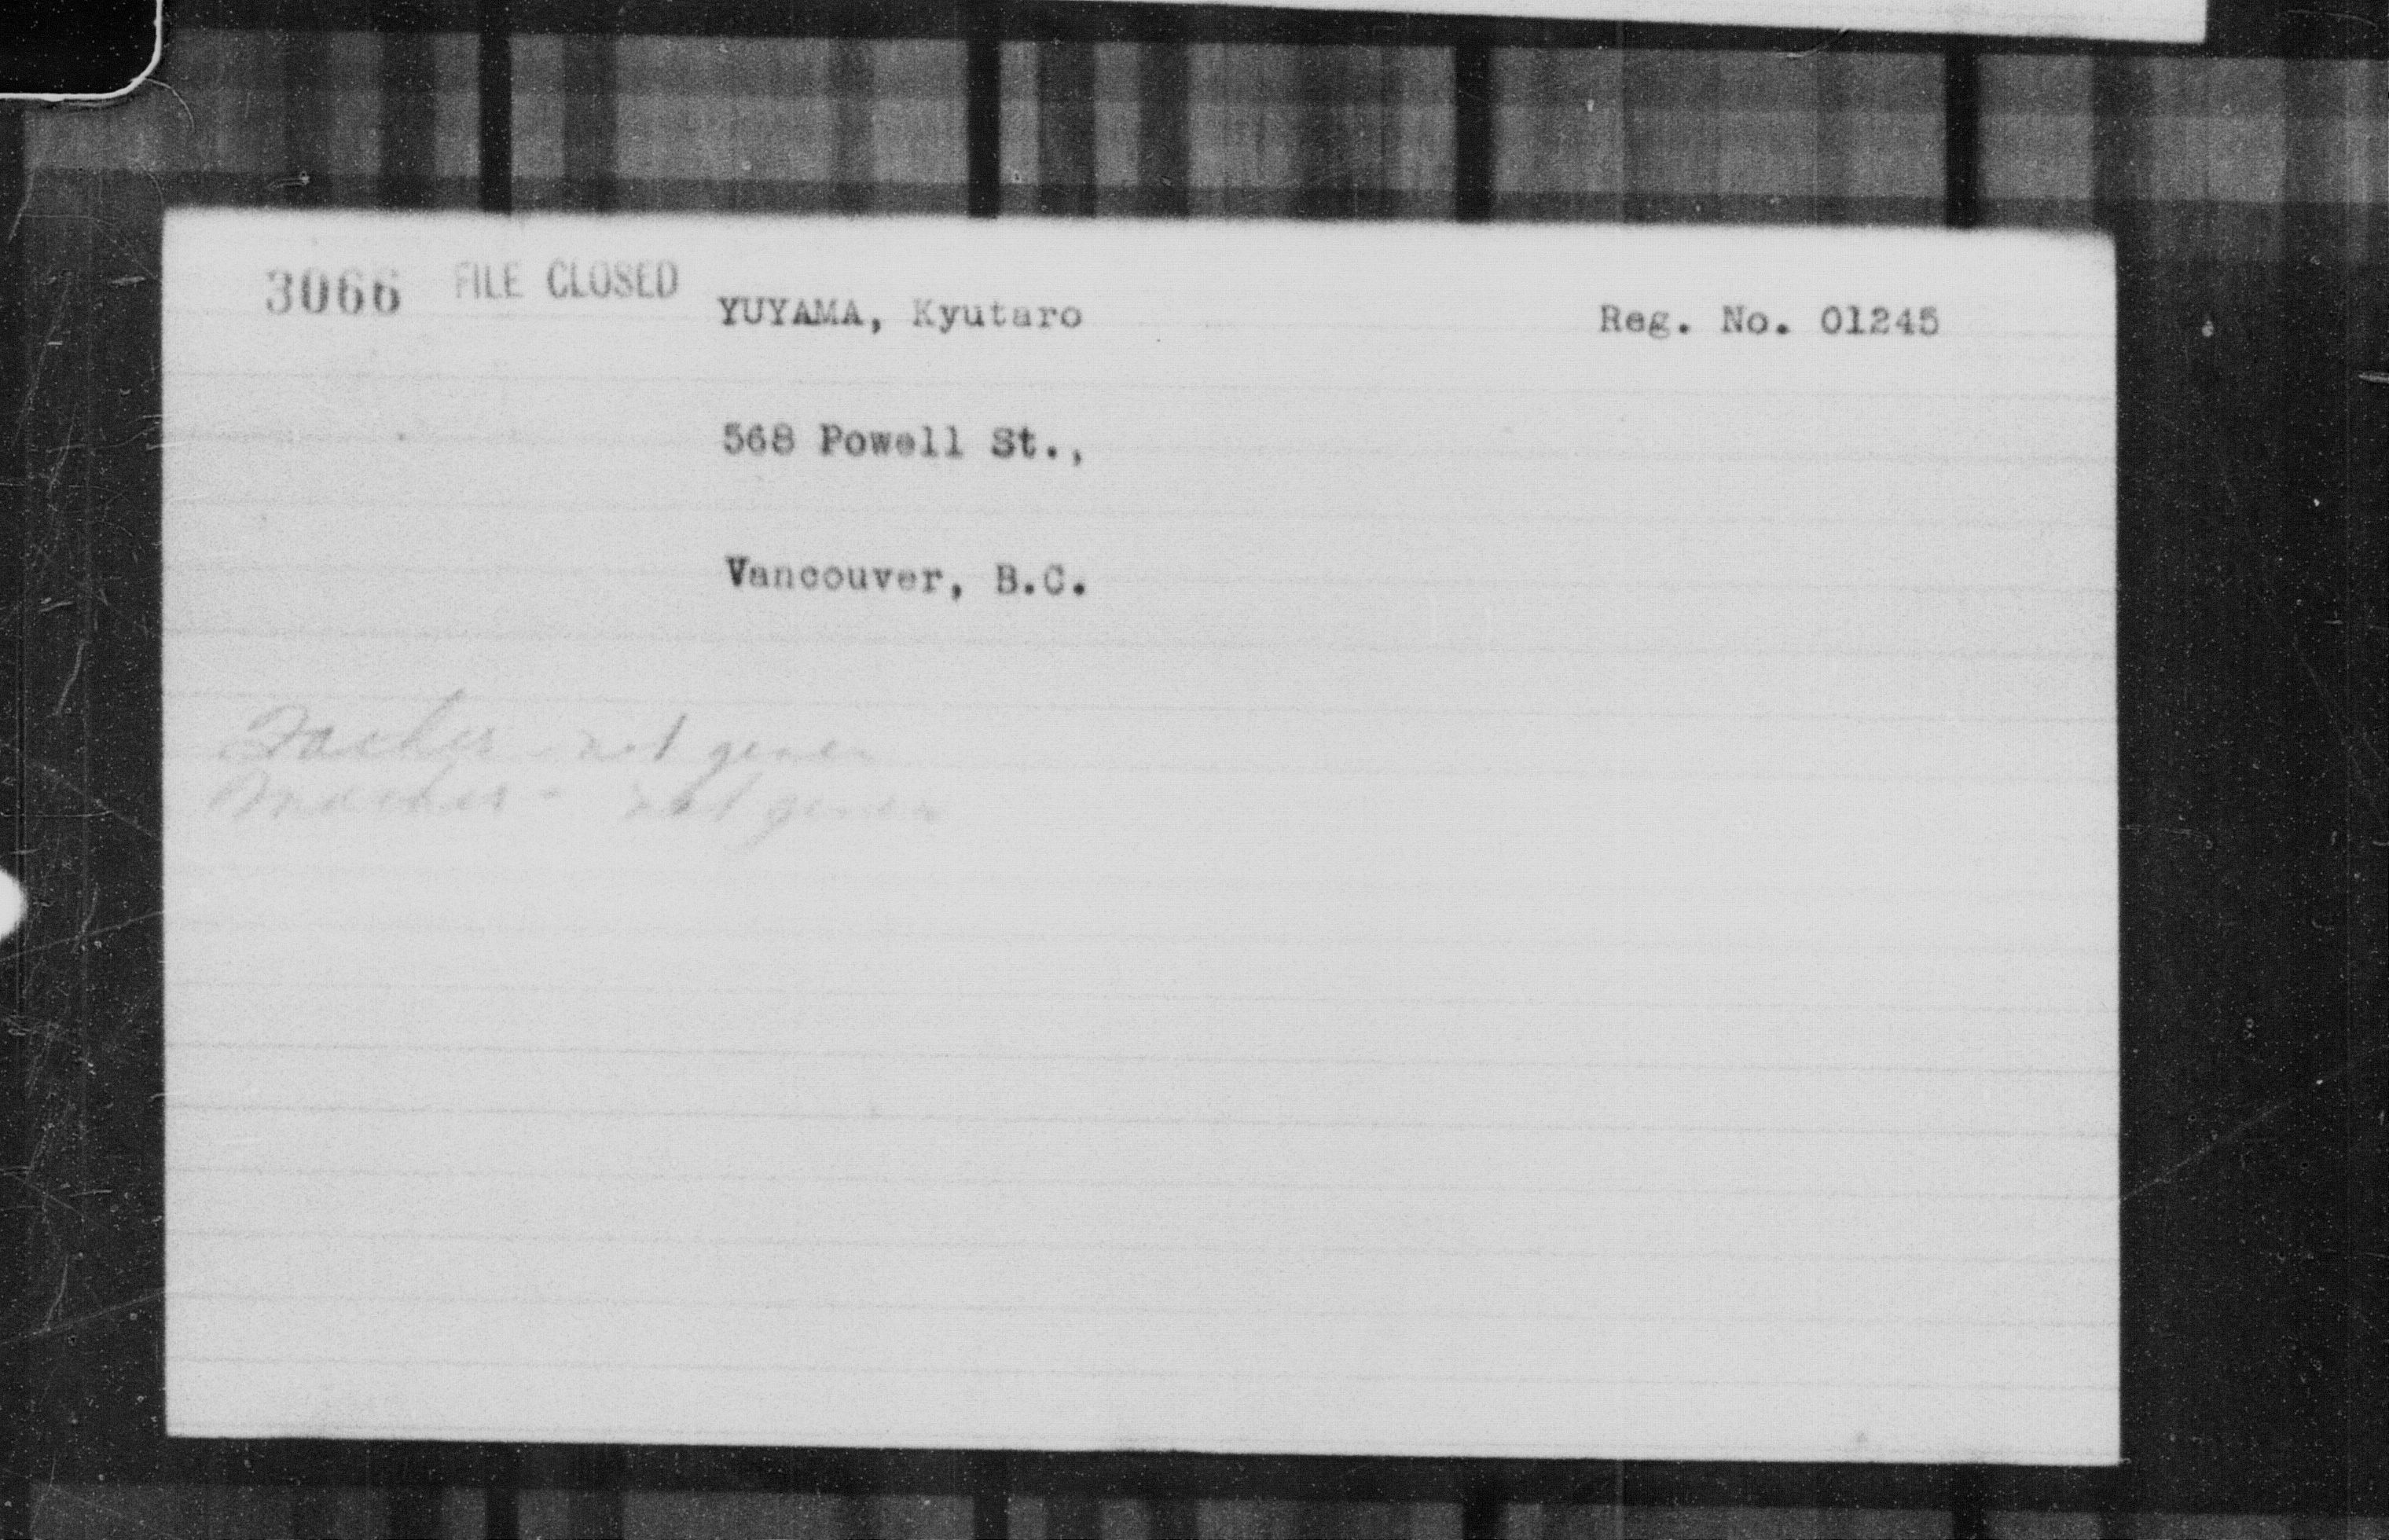 3066 FILE CLOSED
YUYAMA, Kyutaro Reg. No. 01245
568 Powell St.,
Vancouver, B.C.
Father - not given
Mother - not given